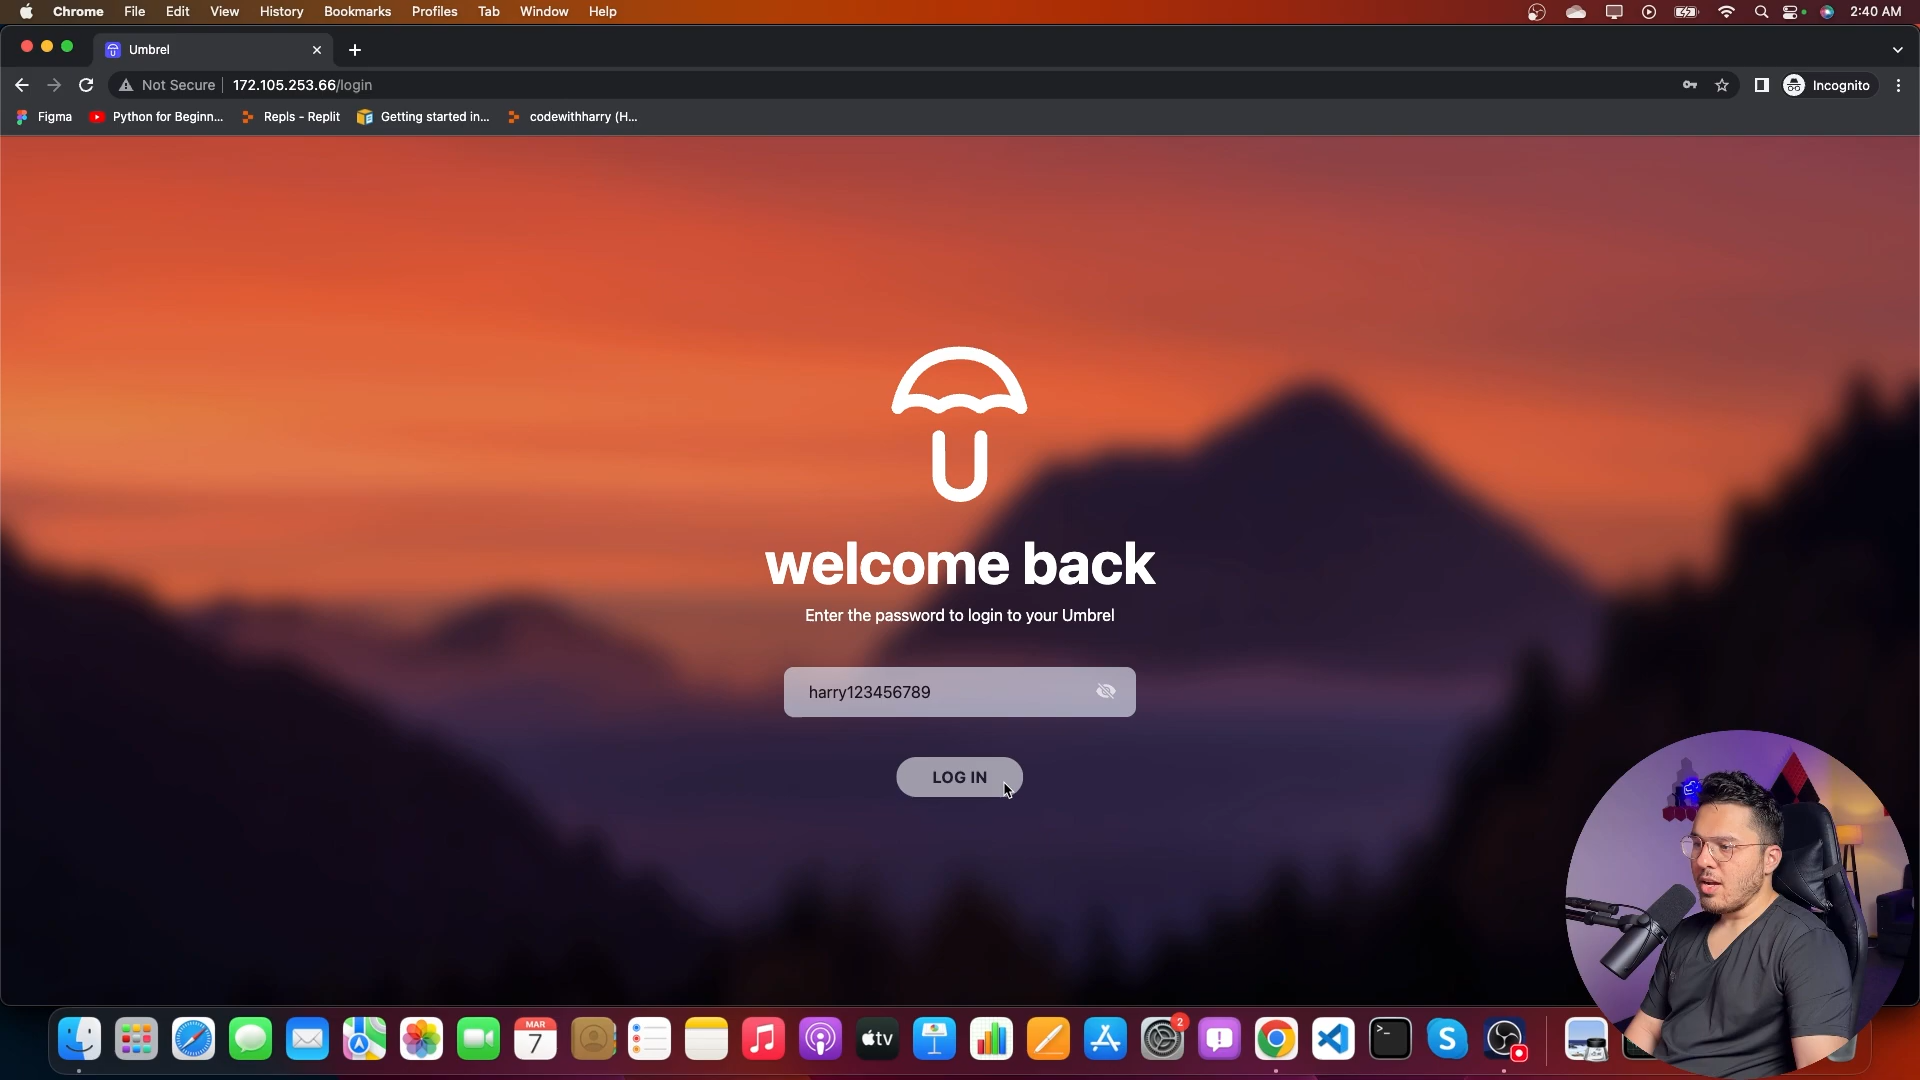 Chrome File Edit View History Bookmarks Profiles Tab Window Help 2:40 AM
Umbrel
Not Secure 172.105.253.66/login Incognito
Figma Python for Beginn... Repls - Replit Getting started in... codewithharry (H...
U
welcome back
Enter the password to login to your Umbrel
harry123456789
LOG IN
MAR
7
tv
2